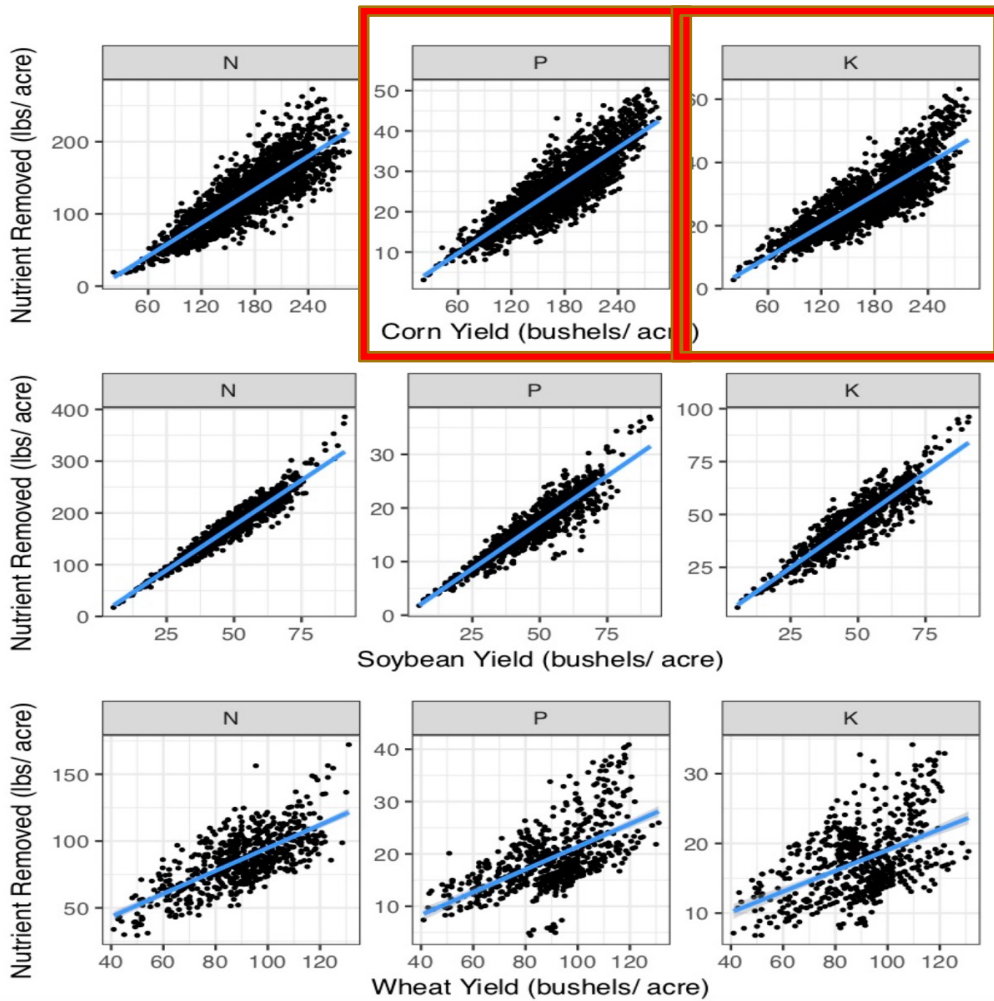 Nutrient Removed (lbs/ acre)
N P K
200
100
0
50
40
30
20
10
60
40
20
0
60 120 180 240 60 120 180 240 60 120 180 240
Corn Yield (bushels/ acre)
Nutrient Removed (lbs/ acre)
N P K
400
300
200
100
0
30
20
10
0
100
75
50
25
25 50 75 25 50 75 25 50 75
Soybean Yield (bushels/ acre)
Nutrient Removed (lbs/ acre)
N P K
150
100
50
40
30
20
10
30
20
10
40 60 80 100 120 40 60 80 100 120 40 60 80 100 120
Wheat Yield (bushels/ acre)